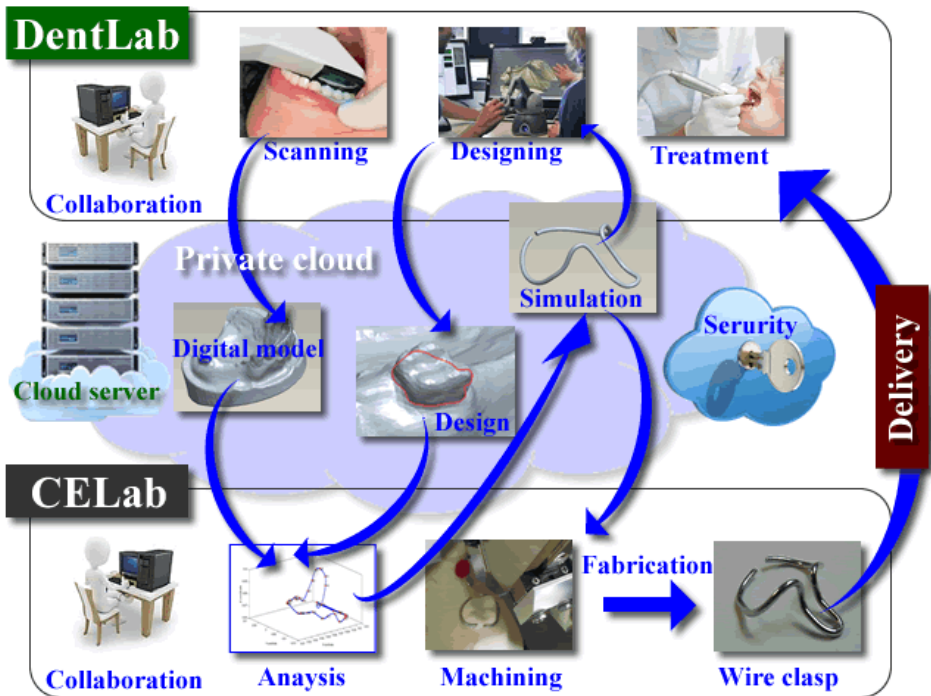 DentLab
Scanning
Designing
Treatment
Collaboration
Private cloud
Simulation
Digital model
Serurity
Cloud server
Design
Delivery
CELab
Fabrication
Collaboration
Anaysis
Machining
Wire clasp